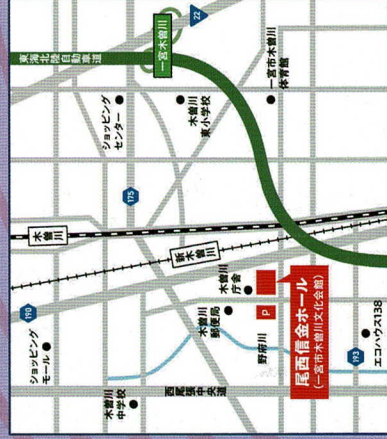 東海北陸自動車道
一宮木曽川
22
ショッピング
センター
木曽川
東小学校
一宮市木曽川
体育館
175
木曽川
新木曽川
木曽川
庁舎
190
木曽川
郵便局
P
尾西信金ホール
(一宮市木曽川文化会館)
ショッピング
モール
野府川
木曽川
中学校
西尾張中央道
193
エコハウス138